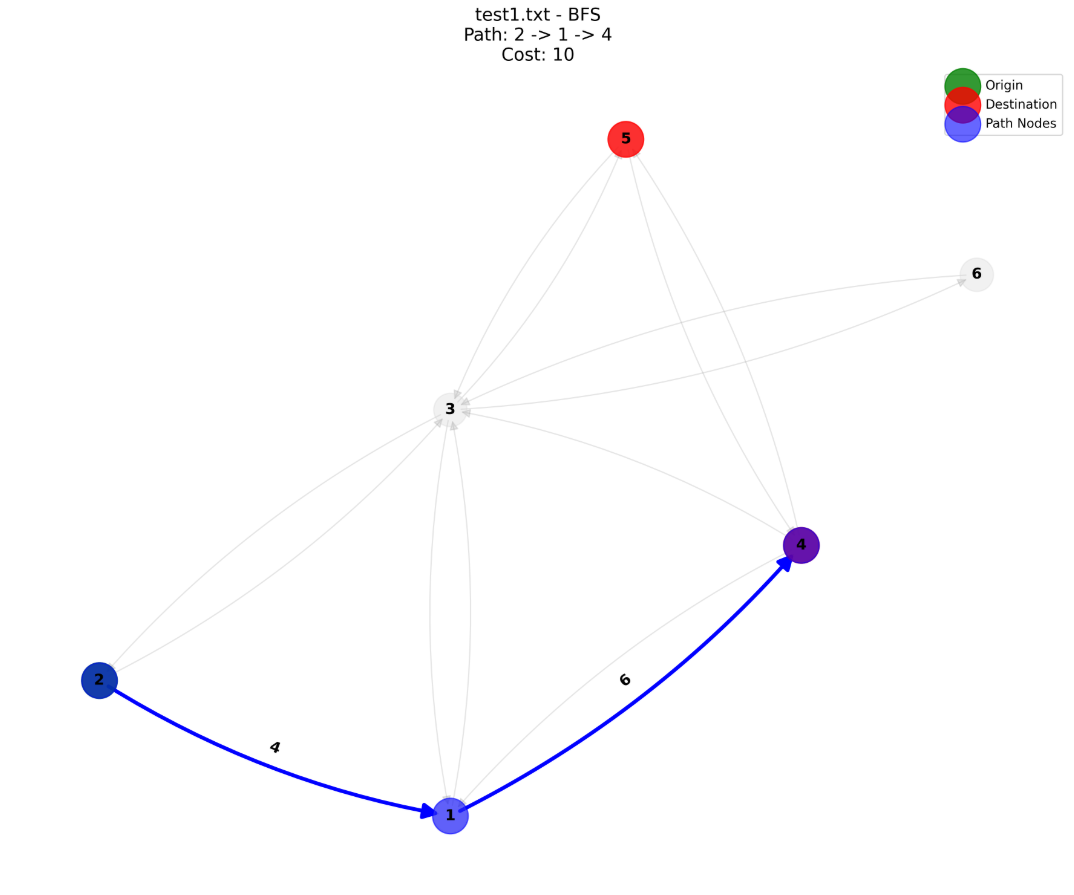 test1.txt - BFS
Path: 2 -> 1 -> 4
Cost: 10
Origin
Destination
Path Nodes
5
6
3
4
2
6
4
1